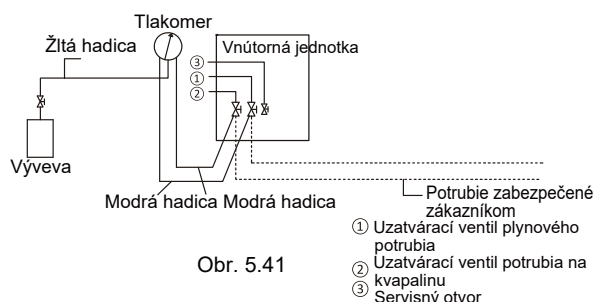 Tlakomer
Žltá hadica
Vnútorná jednotka
③
①
②
Výveva
Modrá hadica Modrá hadica
Potrubie zabezpečené
zákazníkom
① Uzatvárací ventil plynového
potrubia
② Uzatvárací ventil potrubia na
kvapalinu
③ Servisný otvor
Obr. 5.41